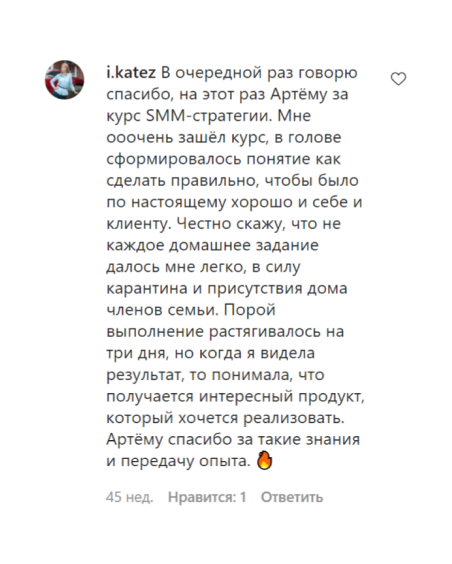 i.katez В очередной раз говорю
спасибо, на этот раз Артёму за
курс SMM-стратегии. Мне
ооочень зашёл курс, в голове
сформировалось понятие как
сделать правильно, чтобы было
по настоящему хорошо и себе и
клиенту. Честно скажу, что не
каждое домашнее задание
далось мне легко, в силу
карантина и присутствия дома
членов семьи. Порой
выполнение растягивалось на
три дня, но когда я видела
результат, то понимала, что
получается интересный продукт,
который хочется реализовать.
Артёму спасибо за такие знания
и передачу опыта. 🔥
45 нед. Нравится: 1 Ответить